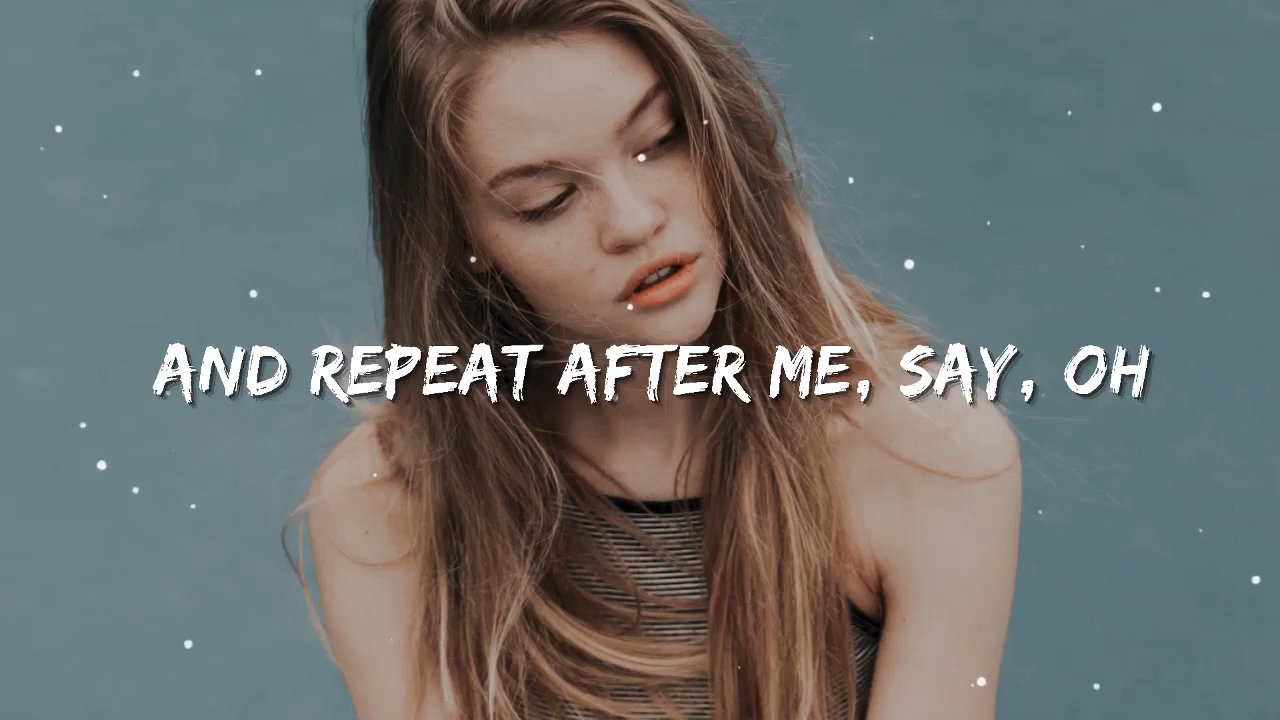 AND REPEAT AFTER ME, SAY, OH